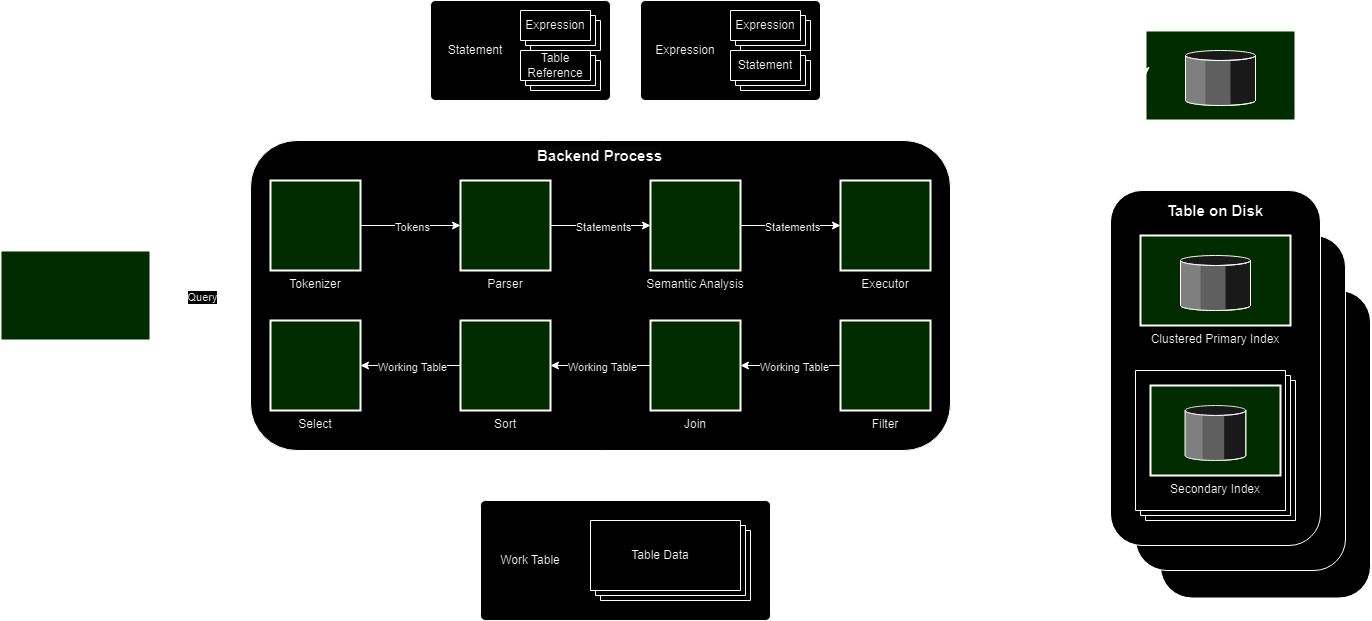 Expression
Statement
Table
Reference
Expression
Expression
Statement
Backend Process
Tokens
Statements
Statements
Tokenizer
Parser
Semantic Analysis
Executor
Query
Working Table
Working Table
Working Table
Select
Sort
Join
Filter
Work Table
Table Data
Table on Disk
Clustered Primary Index
Secondary Index